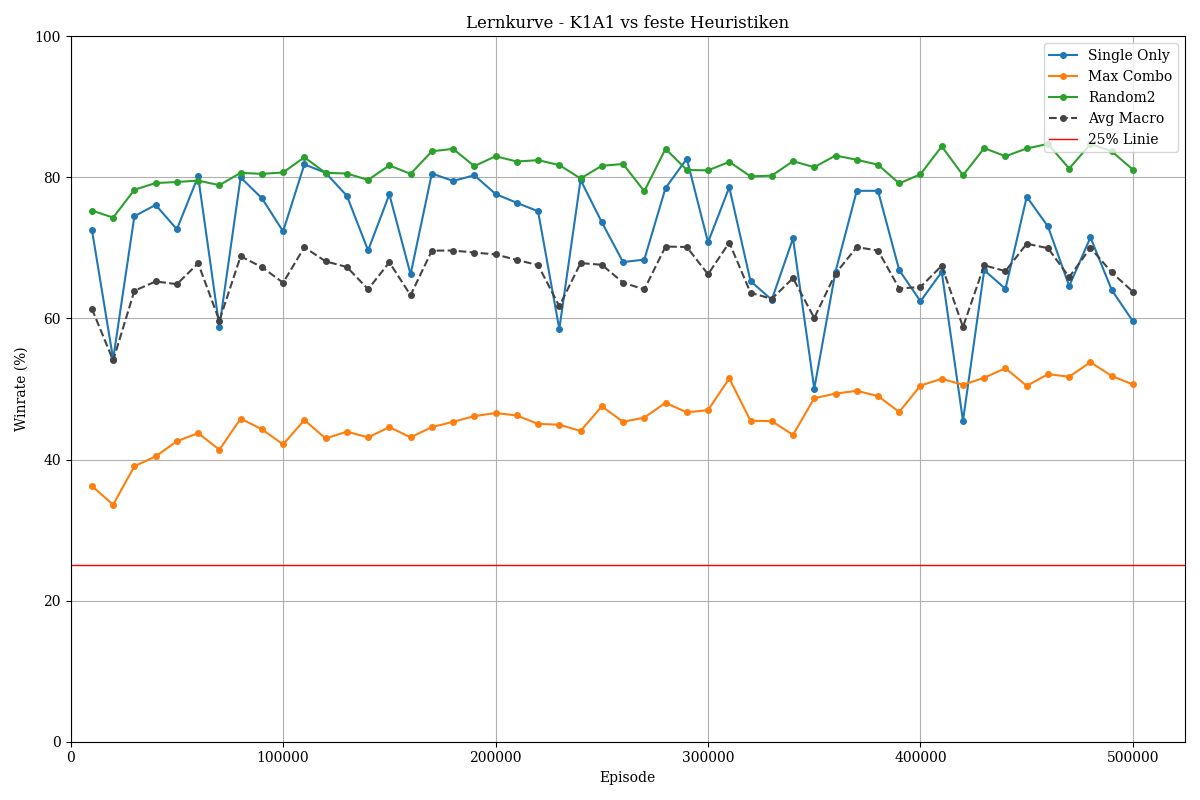 Lernkurve - K1A1 vs feste Heuristiken
Single Only
Max Combo
Random2
Avg Macro
25% Linie
Winrate (%)
100
80
60
40
20
0
0 100000 200000 300000 400000 500000
Episode